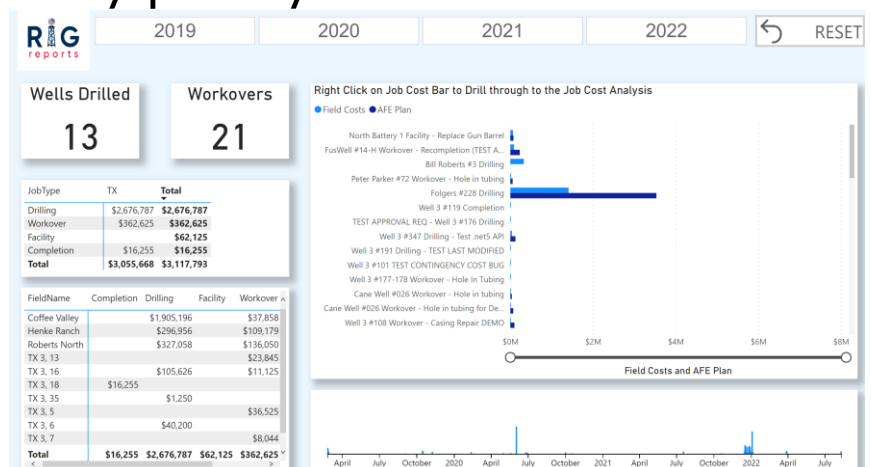 RIG
reports
2019 2020 2021 2022 RESET
Wells Drilled
13
Workovers
21
JobType TX Total
Drilling $2,676,787 $2,676,787
Workover $362,625 $362,625
Facility $62,125
Completion $16,255 $16,255
Total $3,055,668 $3,117,793
FieldName Completion Drilling Facility Workover
Coffee Valley $1,905,196 $37,858
Henke Ranch $296,956 $109,179
Roberts North $327,058 $136,050
TX 3, 13 $23,845
TX 3, 16 $105,626 $11,125
TX 3, 18 $16,255
TX 3, 35 $1,250
TX 3, 5 $36,525
TX 3, 6 $40,200
TX 3, 7 $8,044
Total $16,255 $2,676,787 $62,125 $362,625
Right Click on Job Cost Bar to Drill through to the Job Cost Analysis
Field Costs AFE Plan
North Battery 1 Facility - Replace Gun Barrel
FusWell #14-H Workover - Recompletion (TEST A...
Bill Roberts #3 Drilling
Peter Parker #72 Workover - Hole in tubing
Folgers #228 Drilling
Well 3 #119 Completion
TEST APPROVAL REQ - Well 3 #176 Drilling
Well 3 #347 Drilling - Test .net5 API
Well 3 #191 Drilling - TEST LAST MODIFIED
Well 3 #101 TEST CONTINGENCY COST BUG
Well 3 #177-178 Workover - Hole In Tubing
Cane Well #026 Workover - Hole in tubing
Cane Well #026 Workover - Hole in tubing for De...
Well 3 #108 Workover - Casing Repair DEMO
$0M $2M $4M $6M $8M
Field Costs and AFE Plan
April July October 2020 April July October 2021 April July October 2022 April July